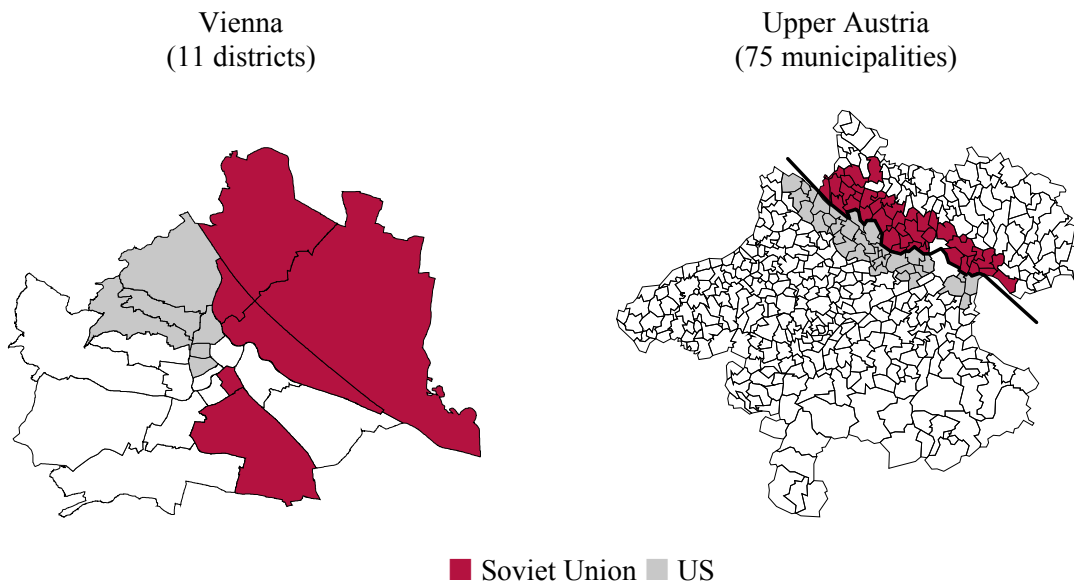 Vienna
(11 districts)
Upper Austria
(75 municipalities)
Soviet Union
US